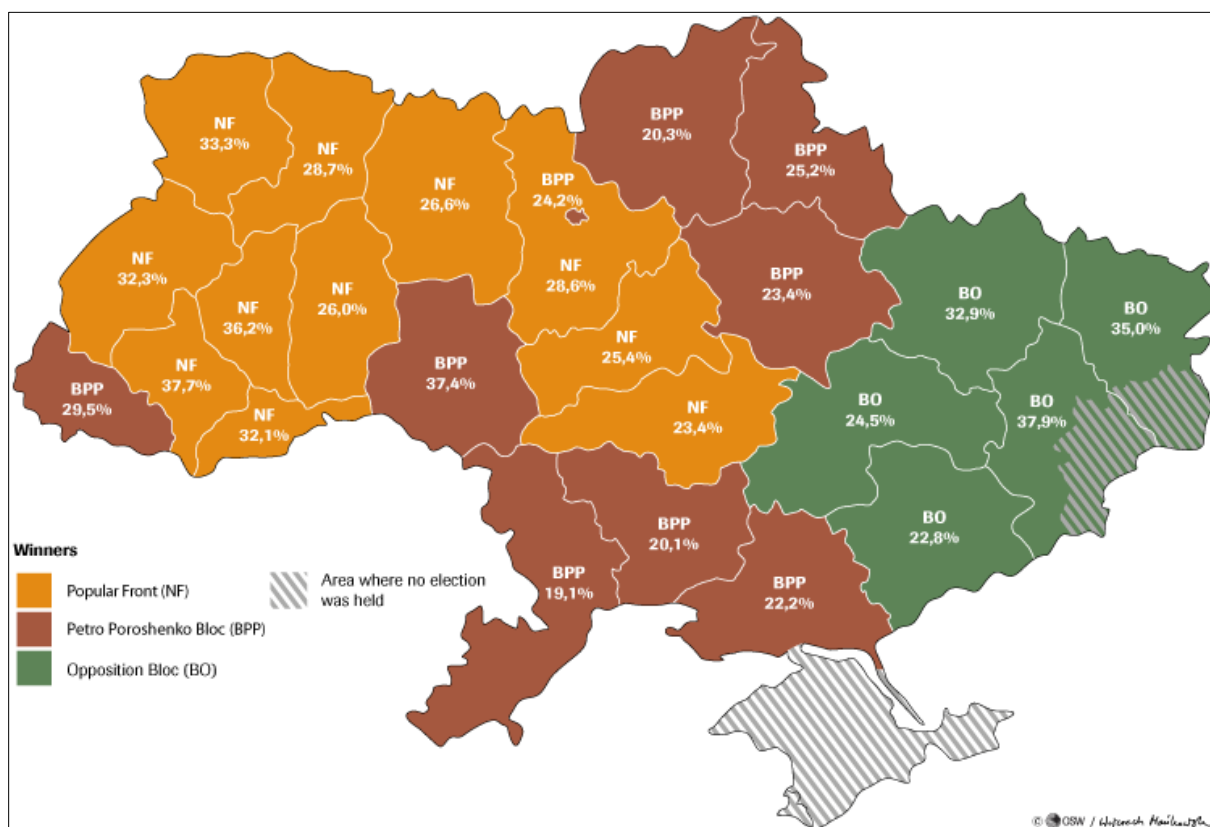 BPP
20,3%
BPP
25,2%
NF
33,3%
NF
28,7%
NF
26,6%
BPP
24,2%
NF
32,3%
NF
36,2%
NF
26,0%
NF
28,6%
BPP
23,4%
BO
32,9%
BO
35,0%
BPP
29,5%
NF
37,7%
NF
32,1%
BPP
37,4%
NF
25,4%
NF
23,4%
BO
24,5%
BO
37,9%
BO
22,8%
BPP
20,1%
BPP
19,1%
BPP
22,2%
Winners
Popular Front (NF)
Petro Poroshenko Bloc (BPP)
Opposition Bloc (BO)
Area where no election
was held
© OSW /